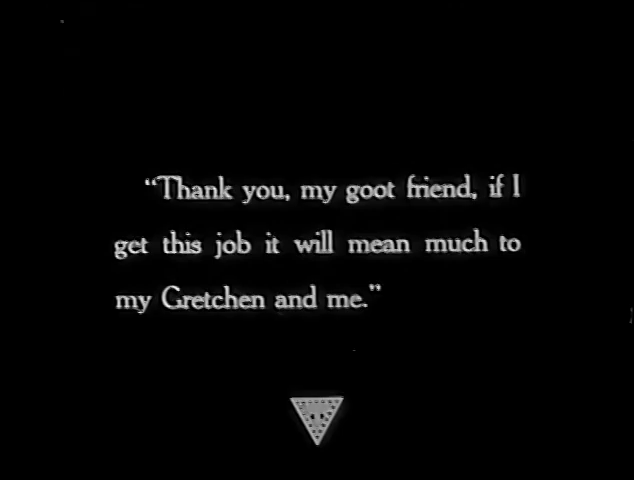 “Thank you, my goot friend, if I
get this job it will mean much to
my Gretchen and me.”